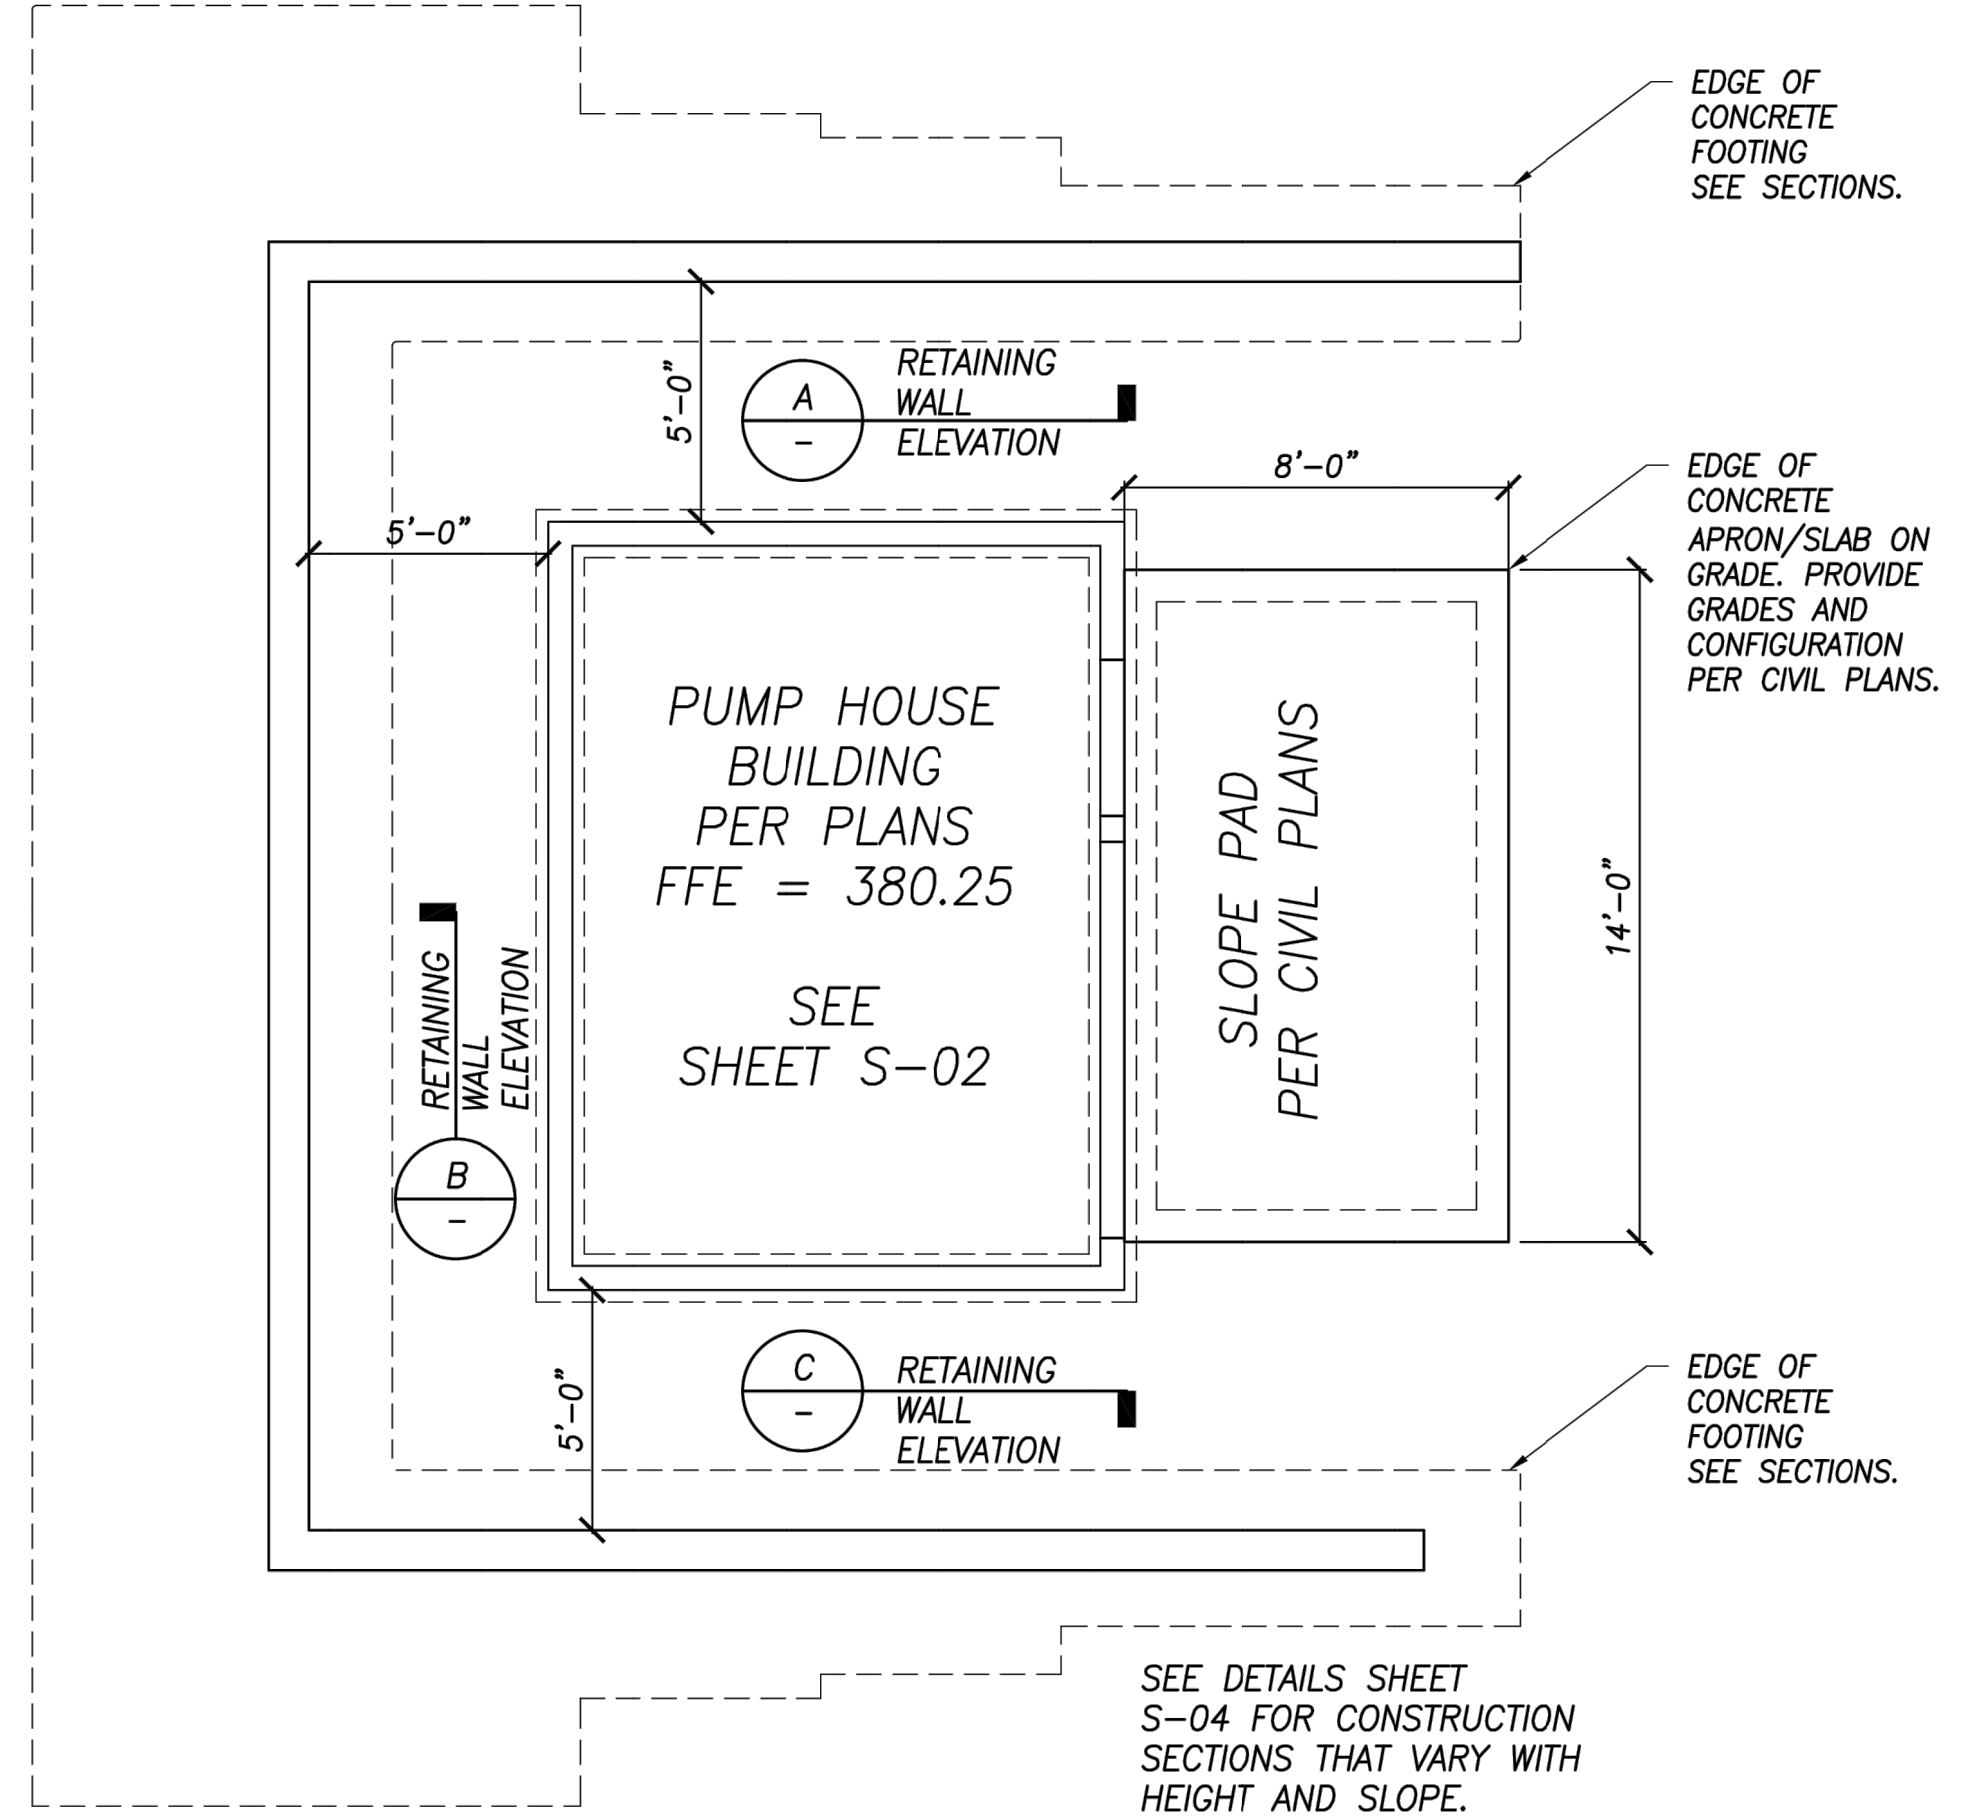 EDGE OF
CONCRETE
FOOTING
SEE SECTIONS.
RETAINING
WALL
ELEVATION
A
-
5'-0"
8'-0"
EDGE OF
CONCRETE
APRON/SLAB ON
GRADE. PROVIDE
GRADES AND
CONFIGURATION
PER CIVIL PLANS.
5'-0"
PUMP HOUSE
BUILDING
PER PLANS
FFE = 380.25
SEE
SHEET S-02
SLOPE PAD
PER CIVIL PLANS
14'-0"
RETAINING
WALL
ELEVATION
B
-
C
-
RETAINING
WALL
ELEVATION
5'-0"
EDGE OF
CONCRETE
FOOTING
SEE SECTIONS.
SEE DETAILS SHEET
S-04 FOR CONSTRUCTION
SECTIONS THAT VARY WITH
HEIGHT AND SLOPE.